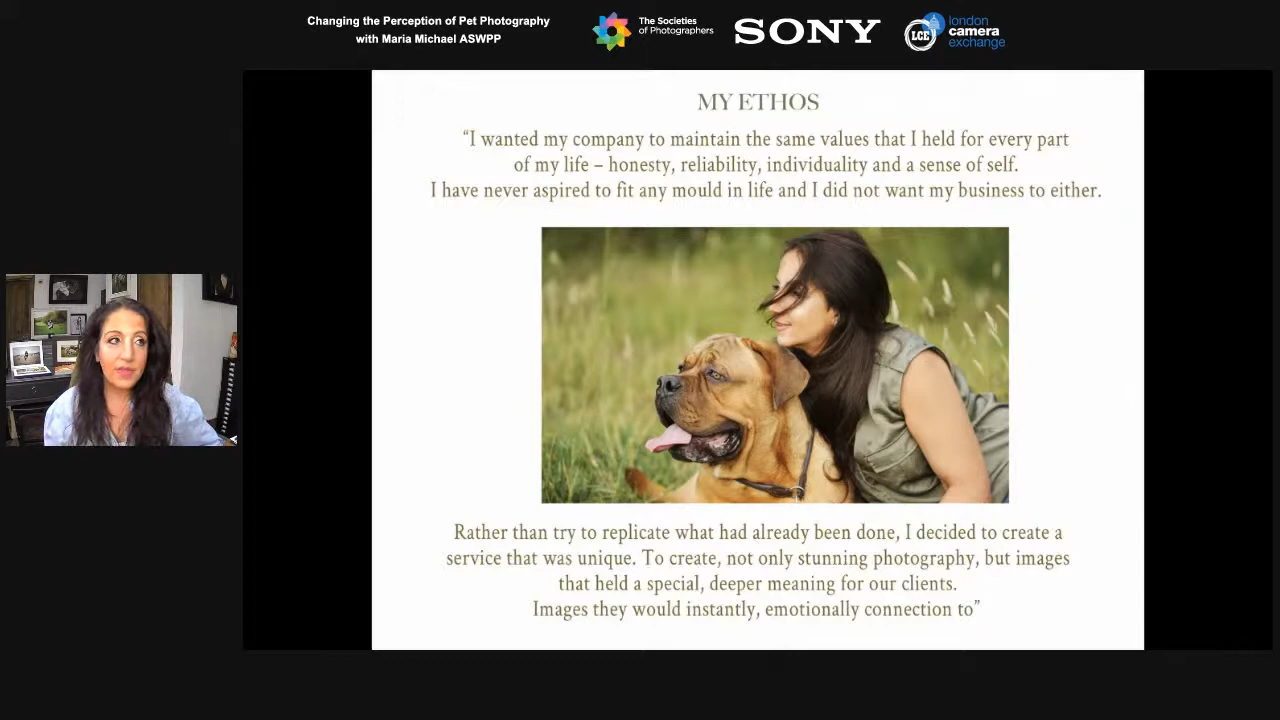 Changing the Perception of Pet Photography
with Maria Michael ASWPP
The Societies
of Photographers
SONY
LCE
london
camera
exchange
MY ETHOS
“I wanted my company to maintain the same values that I held for every part
of my life – honesty, reliability, individuality and a sense of self.
I have never aspired to fit any mould in life and I did not want my business to either.
Rather than try to replicate what had already been done, I decided to create a
service that was unique. To create, not only stunning photography, but images
that held a special, deeper meaning for our clients.
Images they would instantly, emotionally connection to”